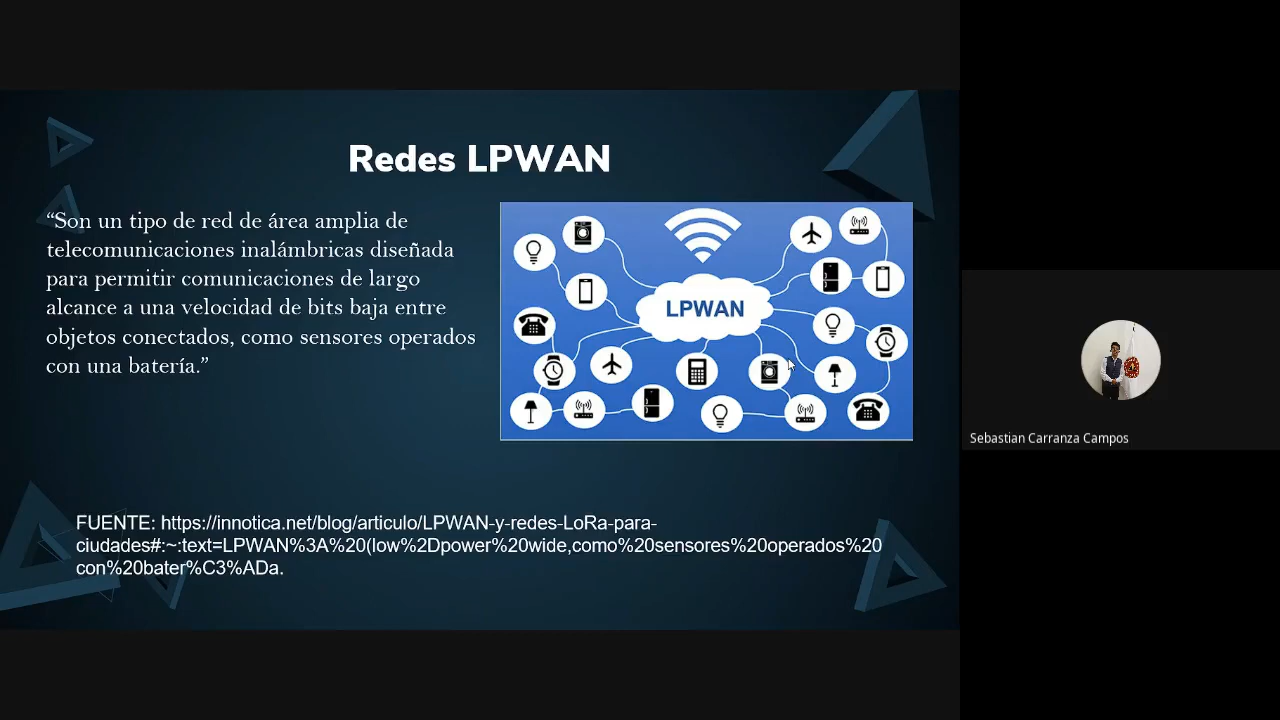 Redes LPWAN
“Son un tipo de red de área amplia de
telecomunicaciones inalámbricas diseñada
para permitir comunicaciones de largo
alcance a una velocidad de bits baja entre
objetos conectados, como sensores operados
con una batería.”
LPWAN
FUENTE: https://innotica.net/blog/articulo/LPWAN-y-redes-LoRa-para-
ciudades#:~:text=LPWAN%3A%20(low%2Dpower%20wide,como%20sensores%20operados%20
con%20bater%C3%ADa.
Sebastian Carranza Campos